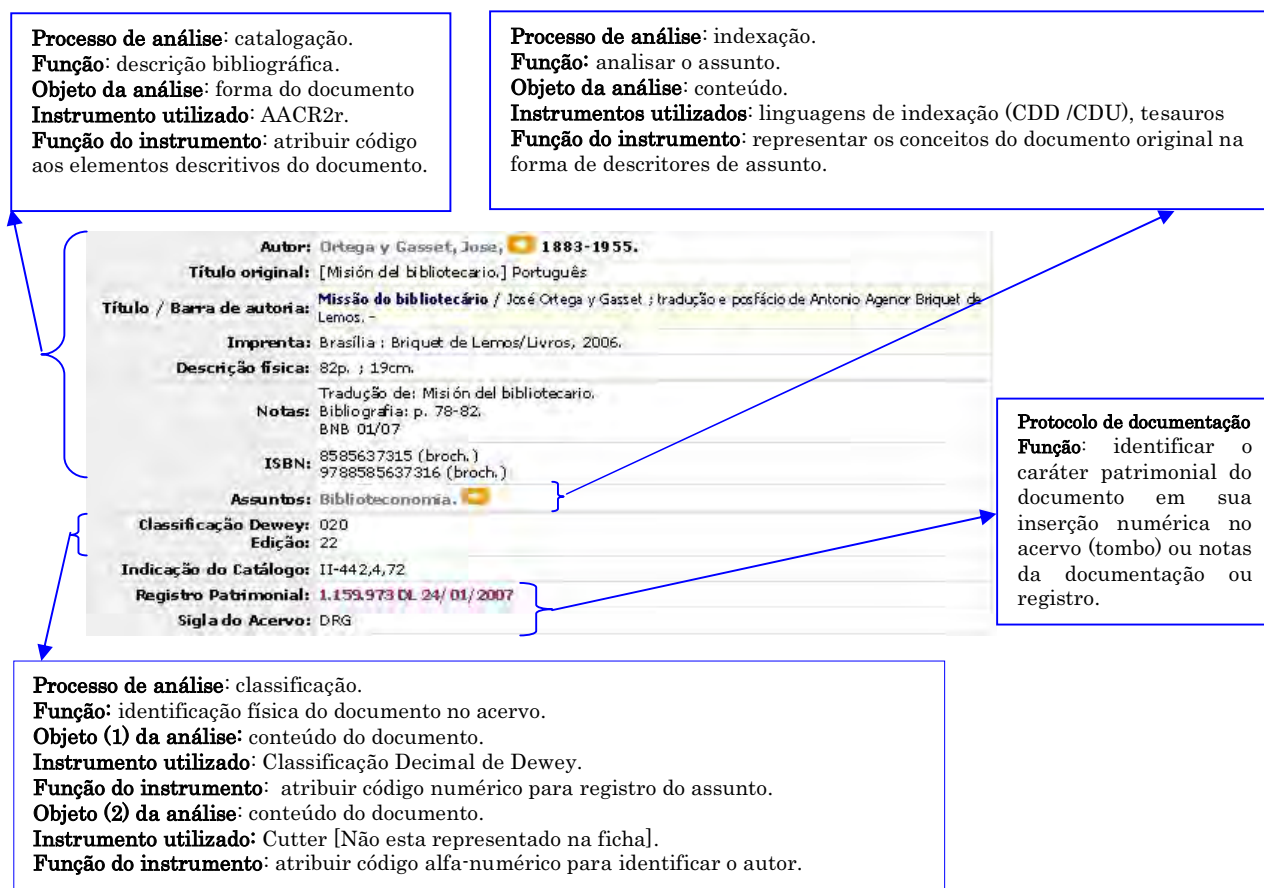 Processo de análise: catalogação.
Função: descrição bibliográfica.
Objeto da análise: forma do documento
Instrumento utilizado: AACR2r.
Função do instrumento: atribuir código
aos elementos descritivos do documento.
Processo de análise: indexação.
Função: analisar o assunto.
Objeto da análise: conteúdo.
Instrumentos utilizados: linguagens de indexação (CDD /CDU), tesauros
Função do instrumento: representar os conceitos do documento original na
forma de descritores de assunto.
Autor: Ortega y Gasset, Jose, 1883-1955.
Título original: [Misión del bibliotecario.] Português
Título / Barra de autoria: Missão do bibliotecário / José Ortega y Gasset ; tradução e posfácio de Antonio Agenor Briquet de
Lemos. -
Imprenta: Brasília : Briquet de Lemos/Livros, 2006.
Descrição física: 82p. ; 19cm.
Notas: Tradução de: Misión del bibliotecario.
Bibliografia: p. 78-82.
BNB 01/07
ISBN: 8585637315 (broch.)
9788585637316 (broch.)
Assuntos: Biblioteconomia.
Classificação Dewey: 020
Edição: 22
Indicação do Catálogo: II-442,4,72
Registro Patrimonial: 1.159.973 DL 24/01/2007
Sigla do Acervo: DRG
Protocolo de documentação
Função: identificar o
caráter patrimonial do
documento em sua
inserção numérica no
acervo (tombo) ou notas
da documentação ou
registro.
Processo de análise: classificação.
Função: identificação física do documento no acervo.
Objeto (1) da análise: conteúdo do documento.
Instrumento utilizado: Classificação Decimal de Dewey.
Função do instrumento: atribuir código numérico para registro do assunto.
Objeto (2) da análise: conteúdo do documento.
Instrumento utilizado: Cutter [Não esta representado na ficha].
Função do instrumento: atribuir código alfa-numérico para identificar o autor.